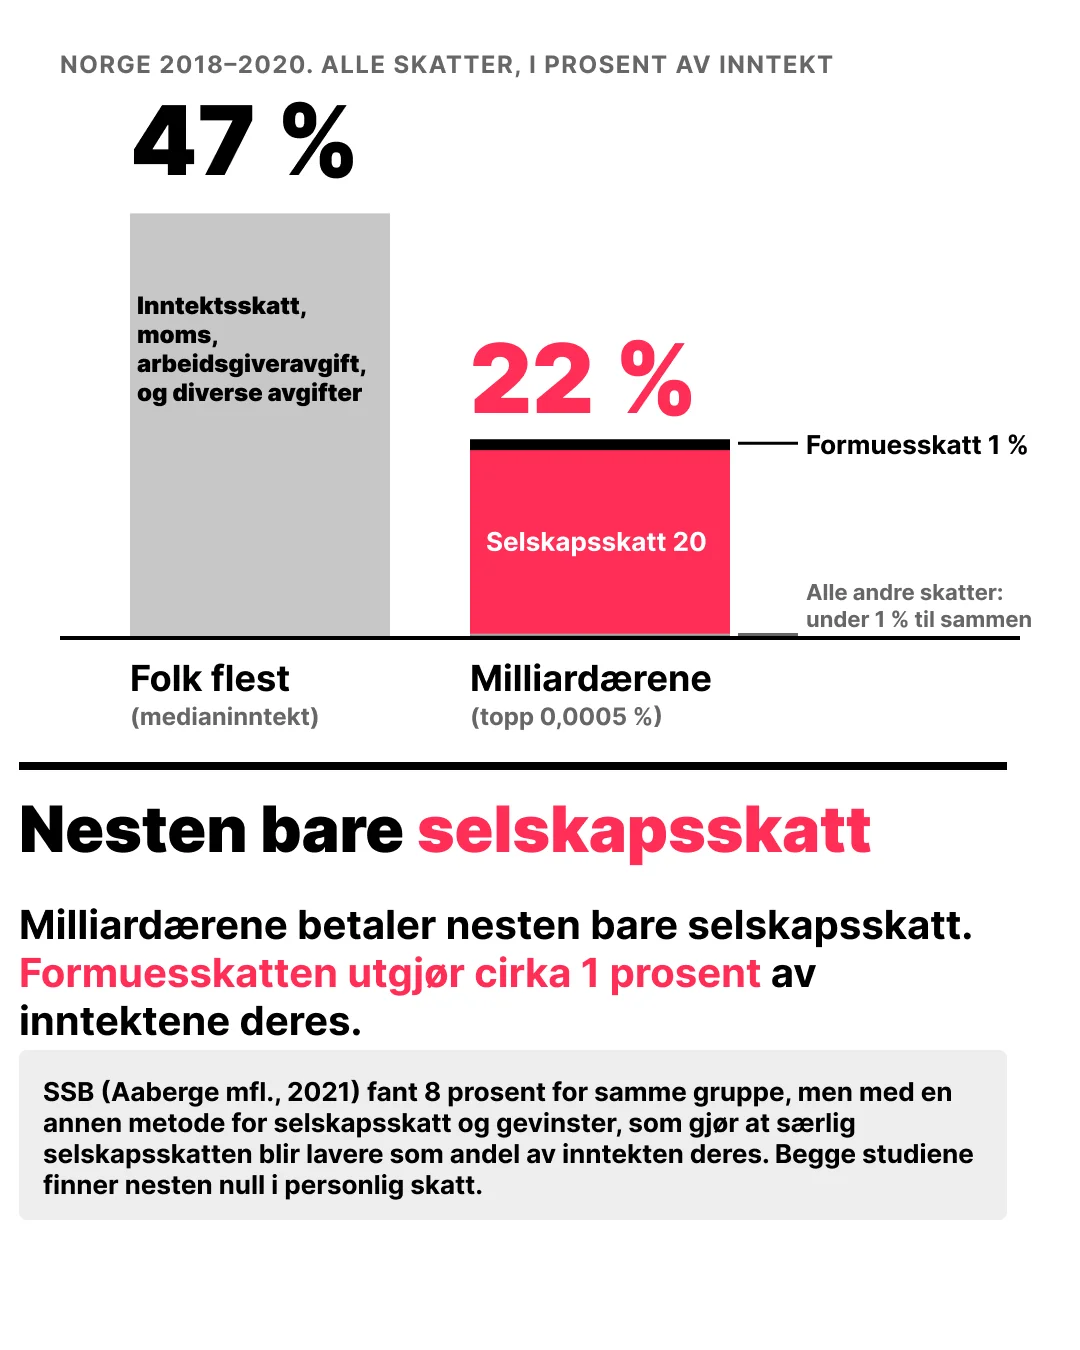 NORGE 2018–2020. ALLE SKATTER, I PROSENT AV INNTEKT
47 %
Inntektsskatt,
moms,
arbeidsgiveravgift,
og diverse avgifter
22 %
Formuesskatt 1 %
Selskapsskatt 20
Alle andre skatter:
under 1 % til sammen
Folk flest
(medianinntekt)
Milliardærene
(topp 0,0005 %)
Nesten bare selskapsskatt
Milliardærene betaler nesten bare selskapsskatt.
Formuesskatten utgjør cirka 1 prosent av
inntektene deres.
SSB (Aaberge mfl., 2021) fant 8 prosent for samme gruppe, men med en
annen metode for selskapsskatt og gevinster, som gjør at særlig
selskapsskatten blir lavere som andel av inntekten deres. Begge studiene
finner nesten null i personlig skatt.